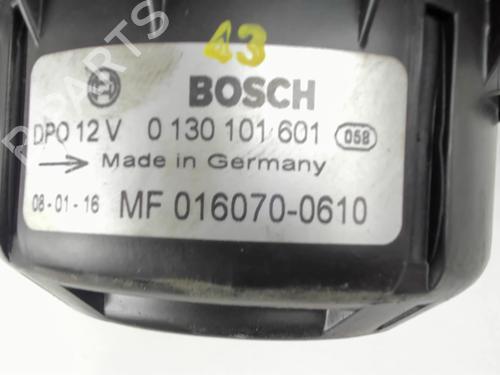 43
BOSCH
DPO 12 V 0 130 101 601 058
Made in Germany
08-01-16 MF 016070-0610